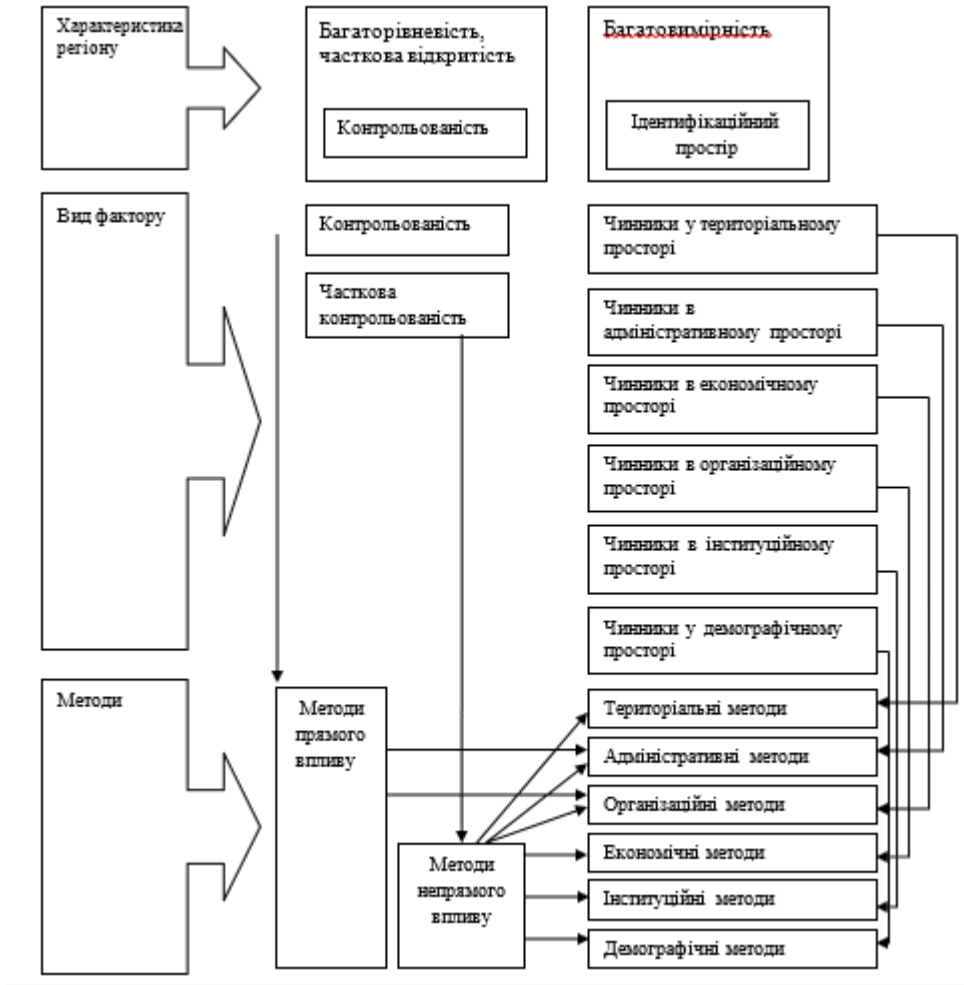 Характеристика
регіону
Багаторівневість,
часткова відкритість
Контрольованість
Багатовимірність
Ідентифікаційний
простір
Вид фактору
Контрольованість
Часткова
контрольованість
Чинники у територіальному
просторі
Чинники в
адміністративному просторі
Чинники в економічному
просторі
Чинники в організаційному
просторі
Чинники в інституційному
просторі
Чинники у демографічному
просторі
Методи
Методи
прямого
впливу
Методи
непрямого
впливу
Територіальні методи
Адміністративні методи
Організаційні методи
Економічні методи
Інституційні методи
Демографічні методи